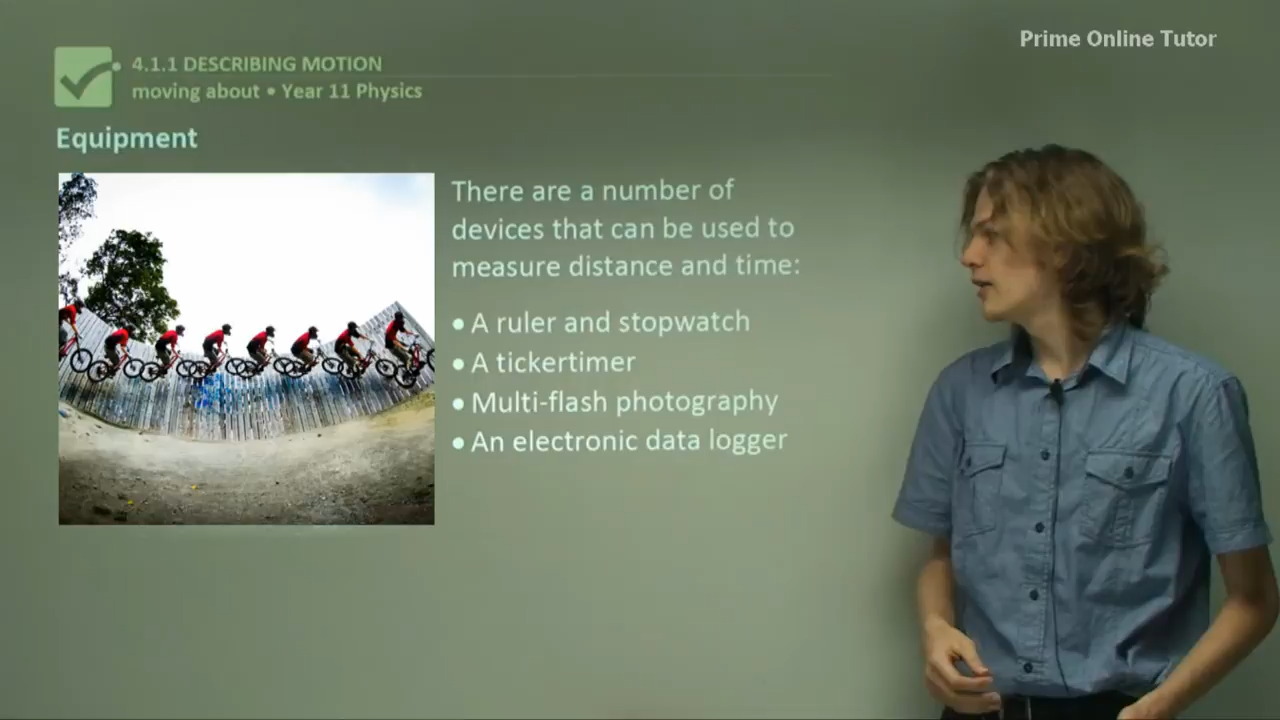 Prime Online Tutor
4.1.1 DESCRIBING MOTION
moving about • Year 11 Physics
Equipment
There are a number of
devices that can be used to
measure distance and time:
• A ruler and stopwatch
• A tickertimer
• Multi-flash photography
• An electronic data logger